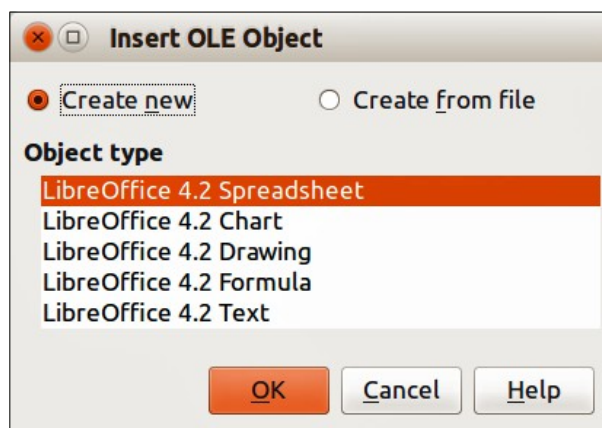 Insert OLE Object
Create new Create from file
Object type
LibreOffice 4.2 Spreadsheet
LibreOffice 4.2 Chart
LibreOffice 4.2 Drawing
LibreOffice 4.2 Formula
LibreOffice 4.2 Text
OK Cancel Help